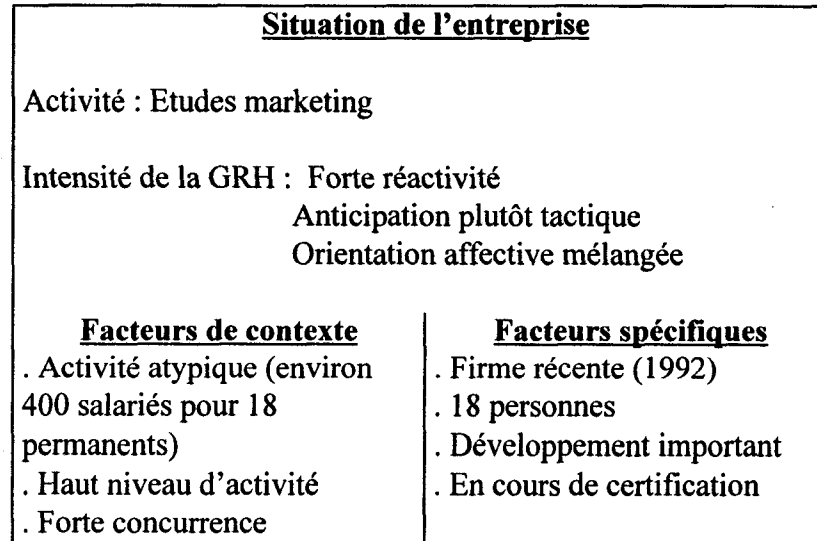 Situation de l'entreprise
Activité : Etudes marketing
Intensité de la GRH : Forte réactivité
Anticipation plutôt tactique
Orientation affective mélangée
Facteurs de contexte
. Activité atypique (environ
400 salariés pour 18
permanents)
. Haut niveau d'activité
. Forte concurrence
Facteurs spécifiques
. Firme récente (1992)
. 18 personnes
. Développement important
. En cours de certification